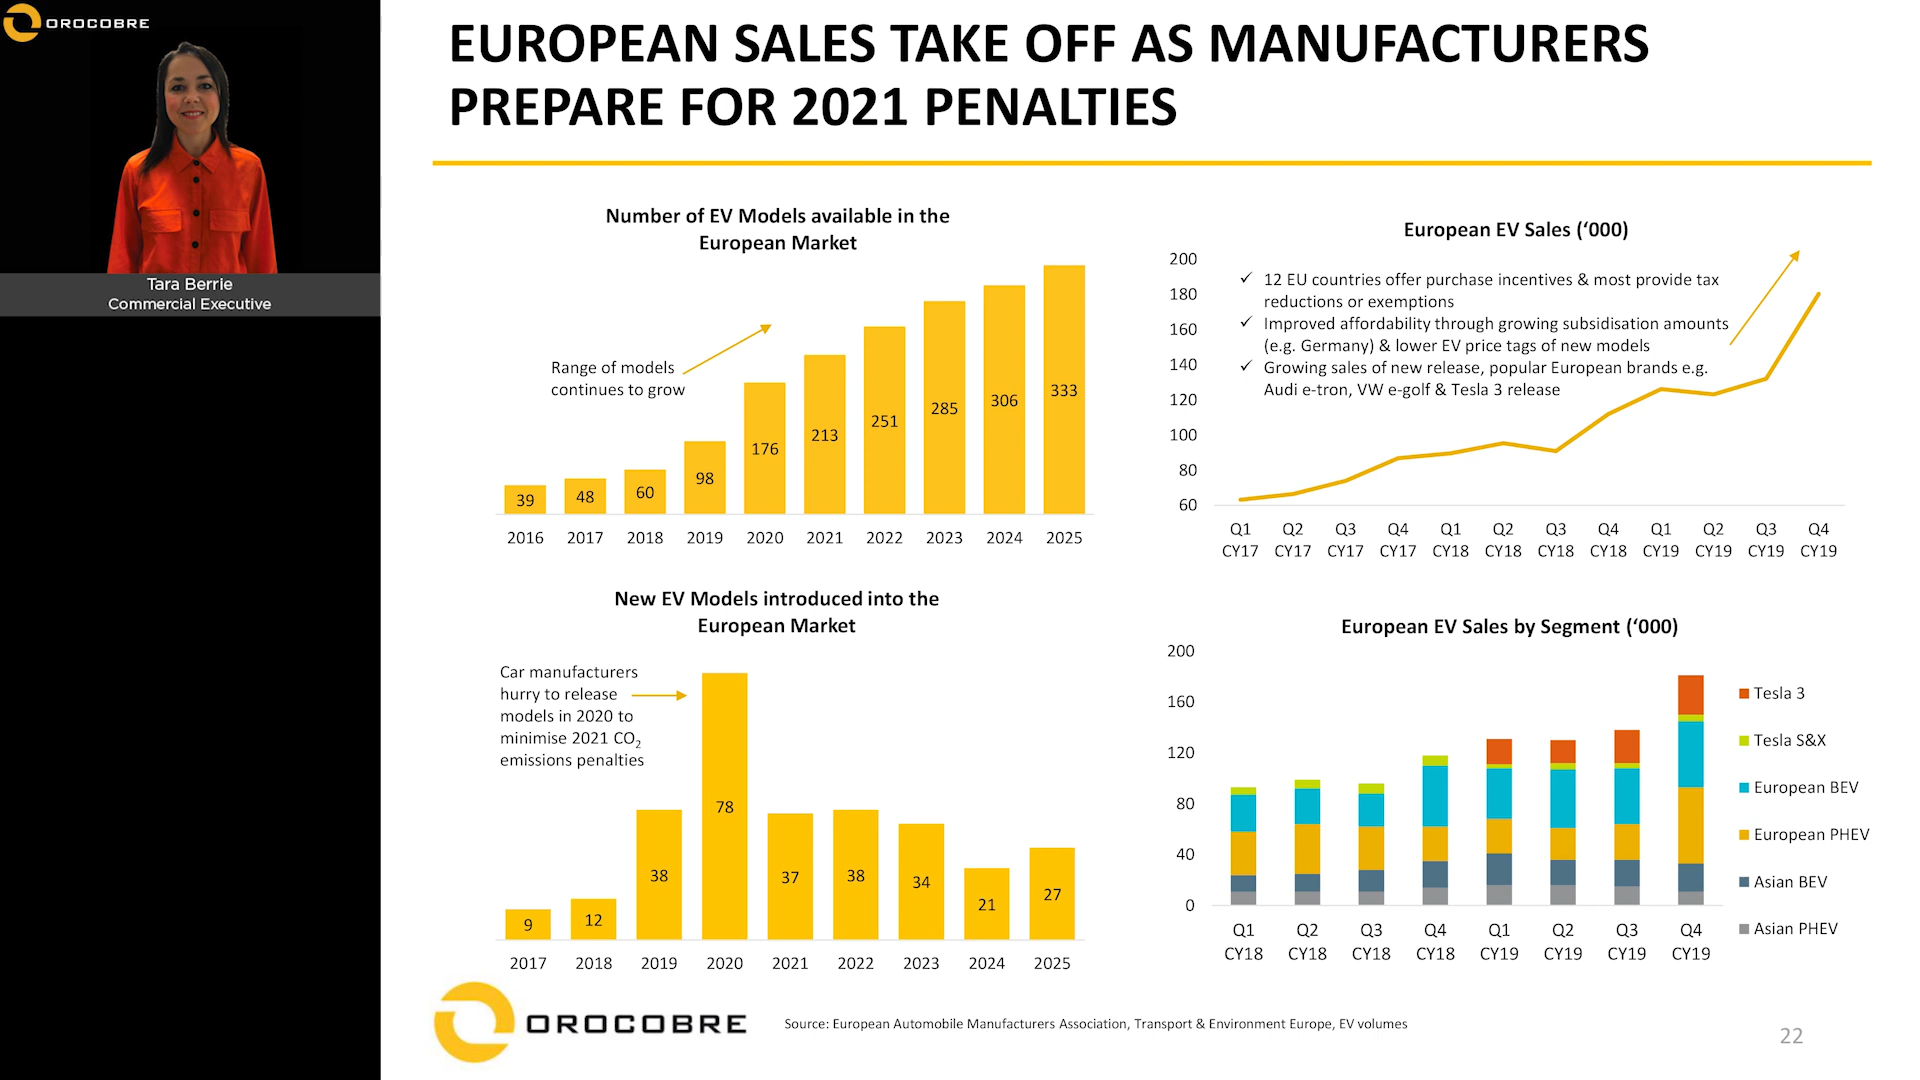 OROCOBRE
Tara Berrie
Commercial Executive
EUROPEAN SALES TAKE OFF AS MANUFACTURERS
PREPARE FOR 2021 PENALTIES
Number of EV Models available in the
European Market
Range of models
continues to grow
39
48
60
98
176
213
251
285
306
333
2016 2017 2018 2019 2020 2021 2022 2023 2024 2025
European EV Sales (‘000)
200
180
160
140
120
100
80
60
✓ 12 EU countries offer purchase incentives & most provide tax
reductions or exemptions
✓ Improved affordability through growing subsidisation amounts
(e.g. Germany) & lower EV price tags of new models
✓ Growing sales of new release, popular European brands e.g.
Audi e-tron, VW e-golf & Tesla 3 release
Q1 Q2 Q3 Q4 Q1 Q2 Q3 Q4 Q1 Q2 Q3 Q4
CY17 CY17 CY17 CY17 CY18 CY18 CY18 CY18 CY19 CY19 CY19 CY19
New EV Models introduced into the
European Market
Car manufacturers
hurry to release
models in 2020 to
minimise 2021 CO2
emissions penalties
9
12
38
78
37
38
34
21
27
2017 2018 2019 2020 2021 2022 2023 2024 2025
European EV Sales by Segment (‘000)
200
160
120
80
40
0
Q1 Q2 Q3 Q4 Q1 Q2 Q3 Q4
CY18 CY18 CY18 CY18 CY19 CY19 CY19 CY19
Tesla 3
Tesla S&X
European BEV
European PHEV
Asian BEV
Asian PHEV
OROCOBRE
Source: European Automobile Manufacturers Association, Transport & Environment Europe, EV volumes
22